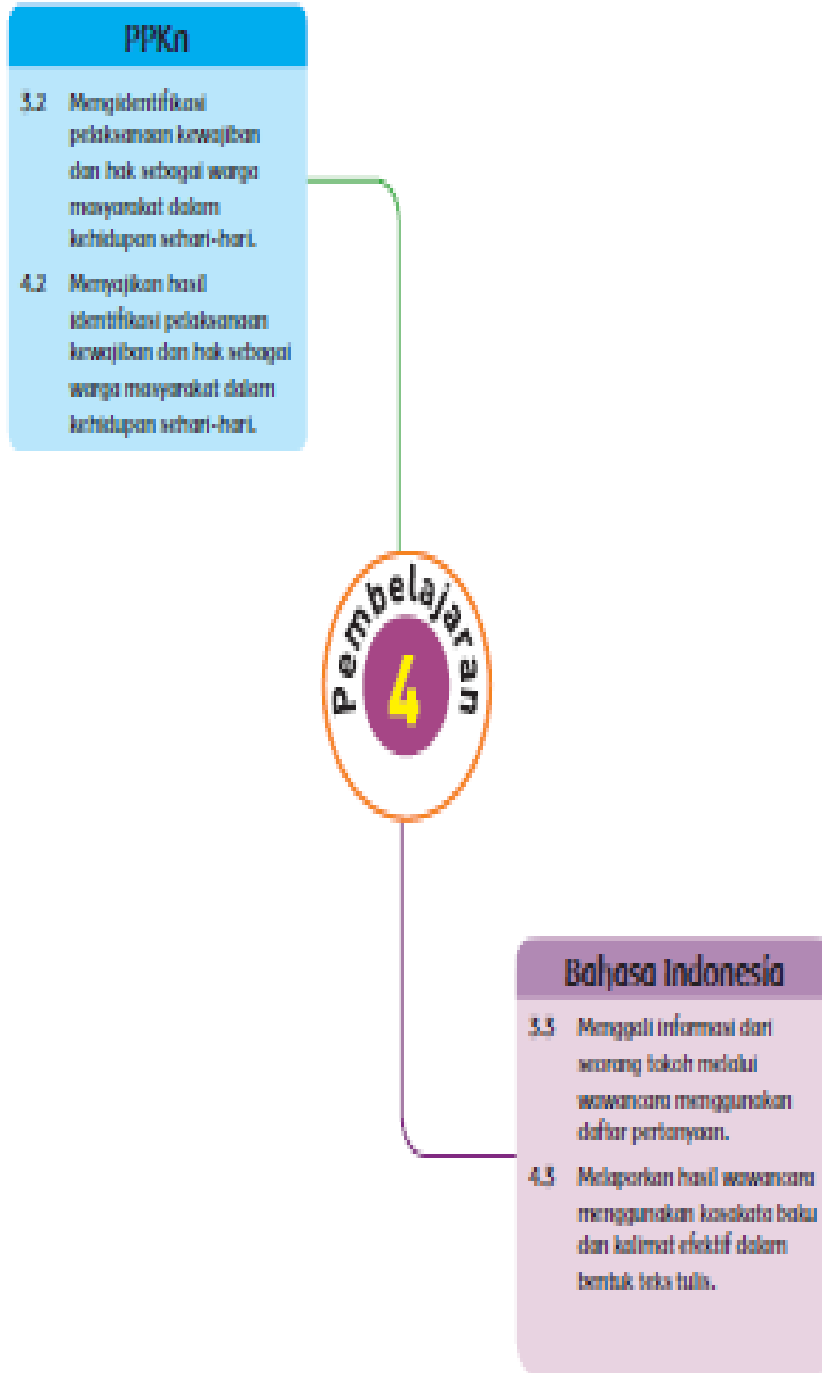 PPKn
3.2 Mengidentifikasi
pelaksanaan kewajiban
dan hak sebagai warga
masyarakat dalam
kehidupan sehari-hari.
4.2 Menyajikan hasil
identifikasi pelaksanaan
kewajiban dan hak sebagai
warga masyarakat dalam
kehidupan sehari-hari.
Pembelajaran
4
Bahasa Indonesia
3.3 Menggali informasi dari
seorang tokoh melalui
wawancara menggunakan
daftar pertanyaan.
4.3 Melaporkan hasil wawancara
menggunakan kosakata baku
dan kalimat efektif dalam
bentuk teks tulis.